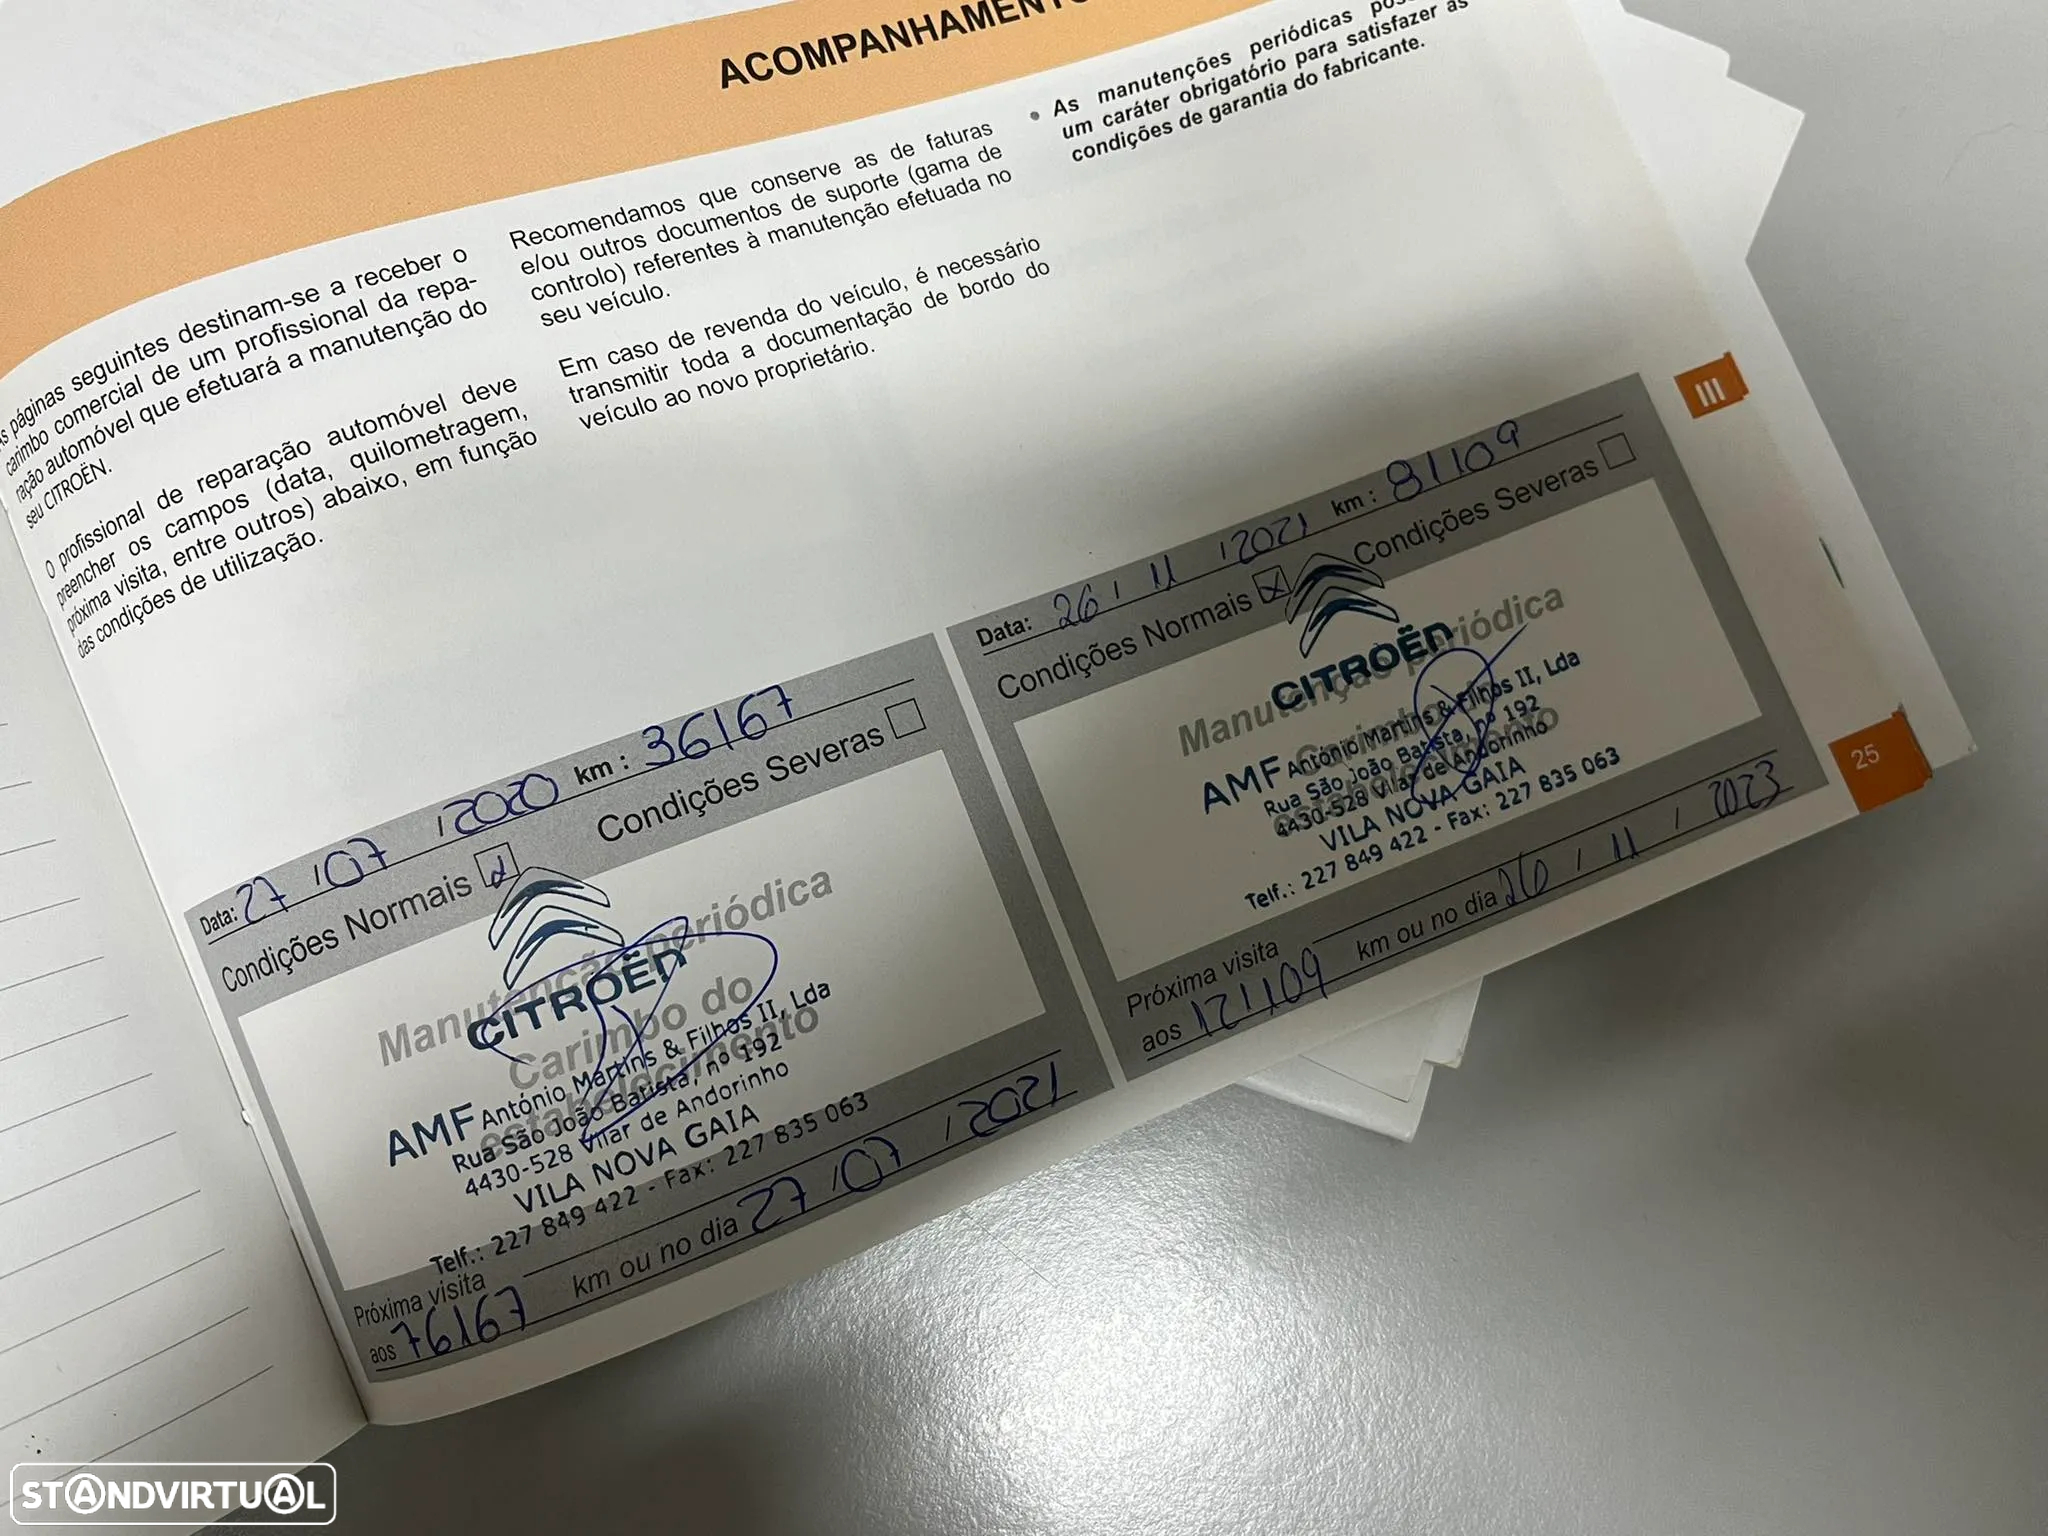 ACOMPANHAMENTO
As páginas seguintes destinam-se a receber o
carimbo comercial de um profissional da repa-
ração automóvel que efetuará a manutenção do
seu CITROËN.
O profissional de reparação automóvel deve
preencher os campos (data, quilometragem,
próxima visita, entre outros) abaixo, em função
das condições de utilização.
Recomendamos que conserve as de faturas
e/ou outros documentos de suporte (gama de
controlo) referentes à manutenção efetuada no
seu veículo.
Em caso de revenda do veículo, é necessário
transmitir toda a documentação de bordo do
veículo ao novo proprietário.
• As manutenções periódicas
um caráter obrigatório para satisfazer as
condições de garantia do fabricante.
III
Data: 27 / 07 / 2020 km : 36167
Condições Normais x Condições Severas
Manutenção periódica
Carimbo do
estabelecimento
CITROËN
AMF António Martins & Filhos II, Lda
Rua São João Batista, nº 192
4430-528 Vilar de Andorinho
VILA NOVA GAIA
Telf.: 227 849 422 - Fax: 227 835 063
Próxima visita
aos 76167 km ou no dia 27 / 07 / 2021
Data: 26 / 11 / 2021 km : 81109
Condições Normais x Condições Severas
Manutenção periódica
Carimbo do
estabelecimento
CITROËN
AMF António Martins & Filhos II, Lda
Rua São João Batista, nº 192
4430-528 Vilar de Andorinho
VILA NOVA GAIA
Telf.: 227 849 422 - Fax: 227 835 063
Próxima visita
aos 121109 km ou no dia 26 / 11 / 2023
25
STANDVIRTUAL